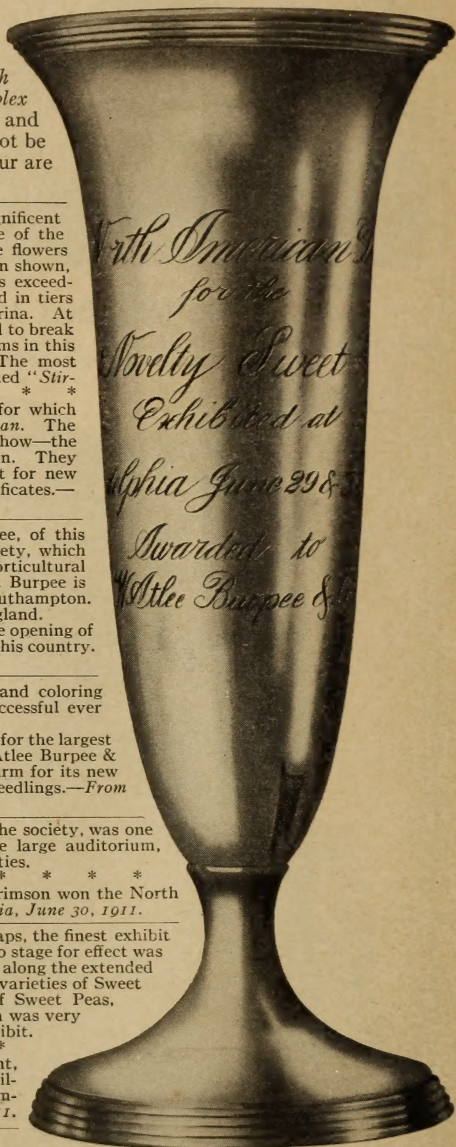 h
plex
and
ot be
ur are
nificent
e of the
e flowers
n shown,
s exceed-
d in tiers
rina. At
d to break
ms in this
The most
ed "Stir-
* *
for which
an. The
how—the
n. They
t for new
ficates.—
ee, of this
ety, which
orticultural
. Burpee is
uthampton.
gland.
e opening of
his country.
and coloring
ccessful ever
for the largest
Atlee Burpee &
arm for its new
eedlings.—From
he society, was one
e large auditorium,
ties.
* * * *
rimson won the North
ia, June 30, 1911.
aps, the finest exhibit
o stage for effect was
along the extended
varieties of Sweet
f Sweet Peas,
n was very
ibit.
*
nt,
il-
m-
1.
rth American
for the
Novelty Sweet
Exhibited at
lphia June 29 &
Awarded to
W Atlee Burpee &